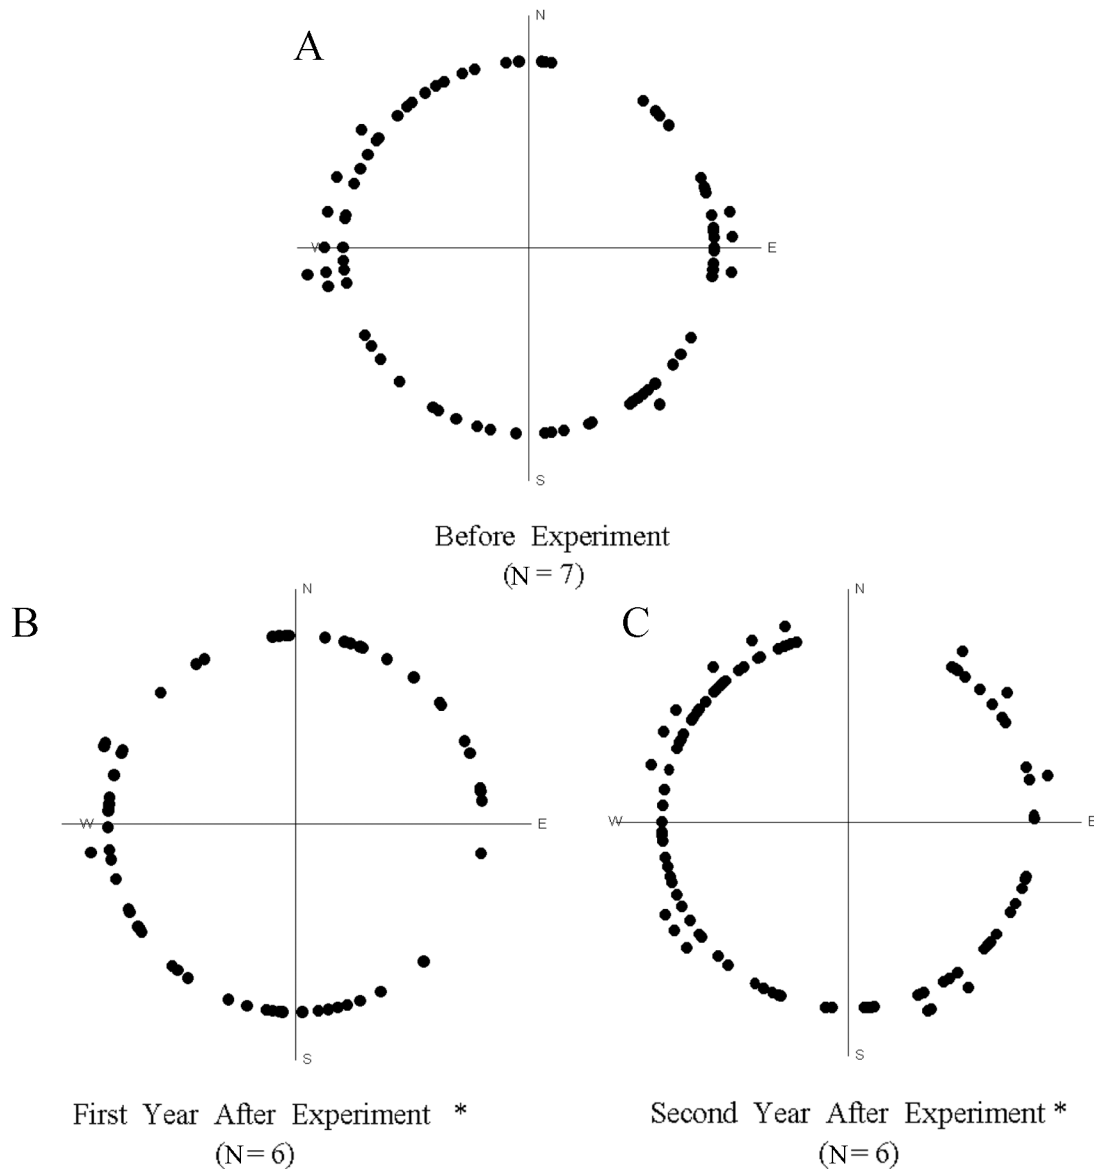 N
A
W
E
S
Before Experiment
(N = 7)
B
N
W
E
S
First Year After Experiment *
(N = 6)
C
N
W
E
S
Second Year After Experiment *
(N = 6)